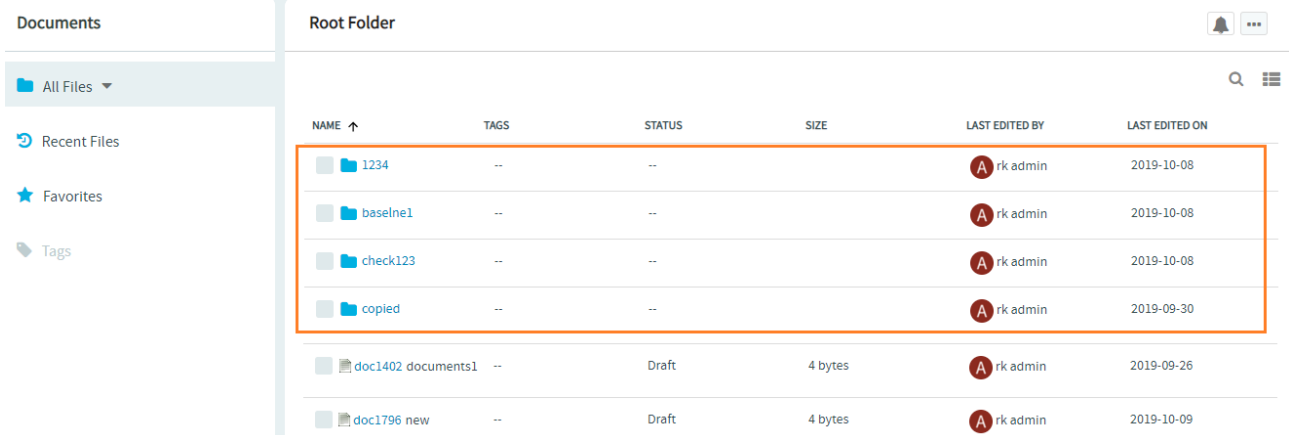 Documents
Root Folder
All Files
Recent Files
Favorites
Tags
NAME TAGS STATUS SIZE LAST EDITED BY LAST EDITED ON
1234 -- -- A rk admin 2019-10-08
baselne1 -- -- A rk admin 2019-10-08
check123 -- -- A rk admin 2019-10-08
copied -- -- A rk admin 2019-09-30
doc1402 documents1 -- Draft 4 bytes A rk admin 2019-09-26
doc1796 new -- Draft 4 bytes A rk admin 2019-10-09